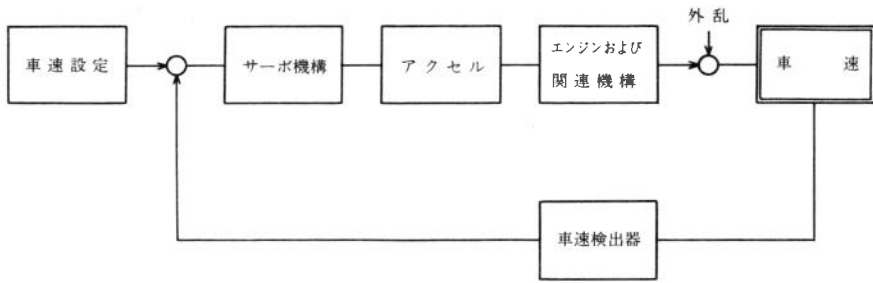 外乱
車速設定
サーボ機構
アクセル
エンジンおよび
関連機構
車速
車速検出器